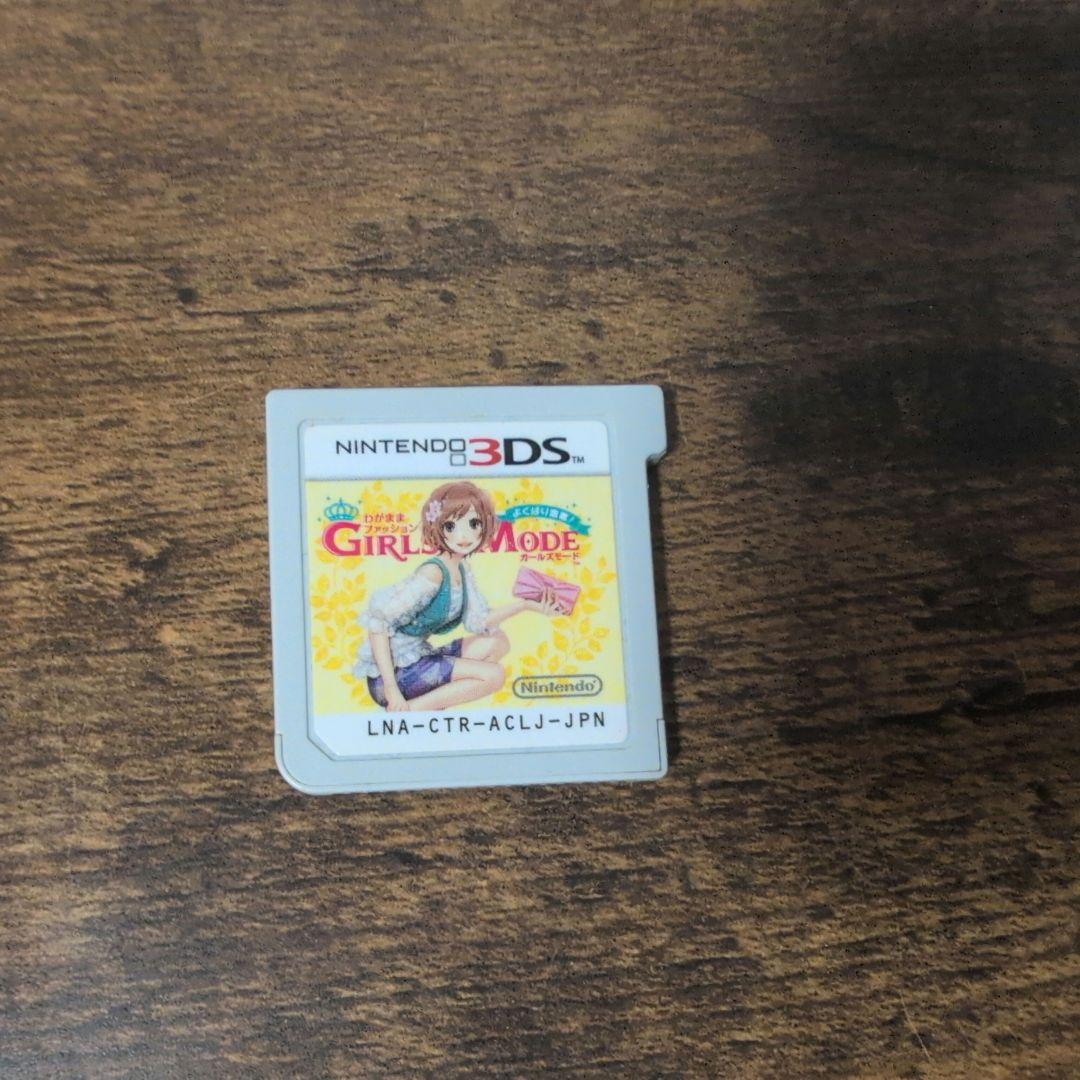 NINTENDO 3DS™
わがまま
ファッション
よくばり宣言!
GIRLS MODE
ガールズモード
Nintendo
LNA-CTR-ACLJ-JPN